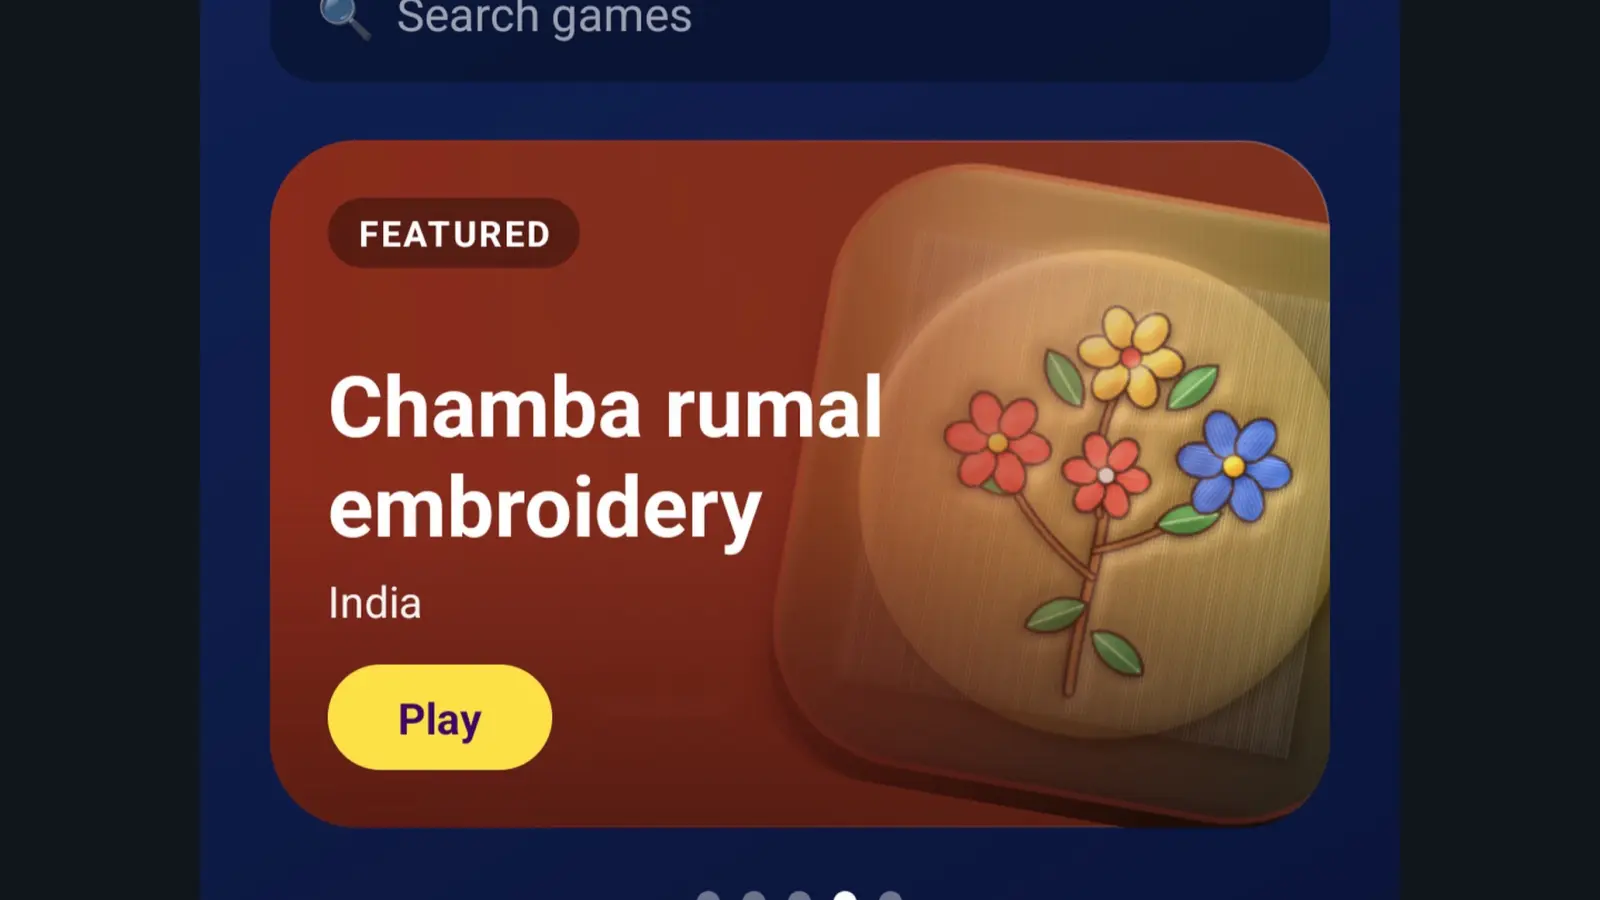 Search games
FEATURED
Chamba rumal
embroidery
India
Play